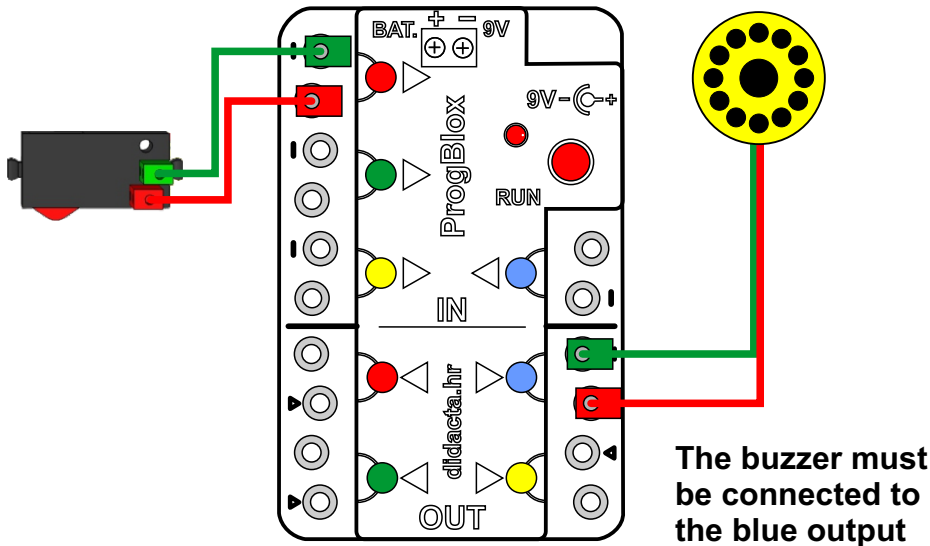 BAT. + - 9V
9V - +
ProgBlox
RUN
IN
didacta.hr
OUT
The buzzer must
be connected to
the blue output